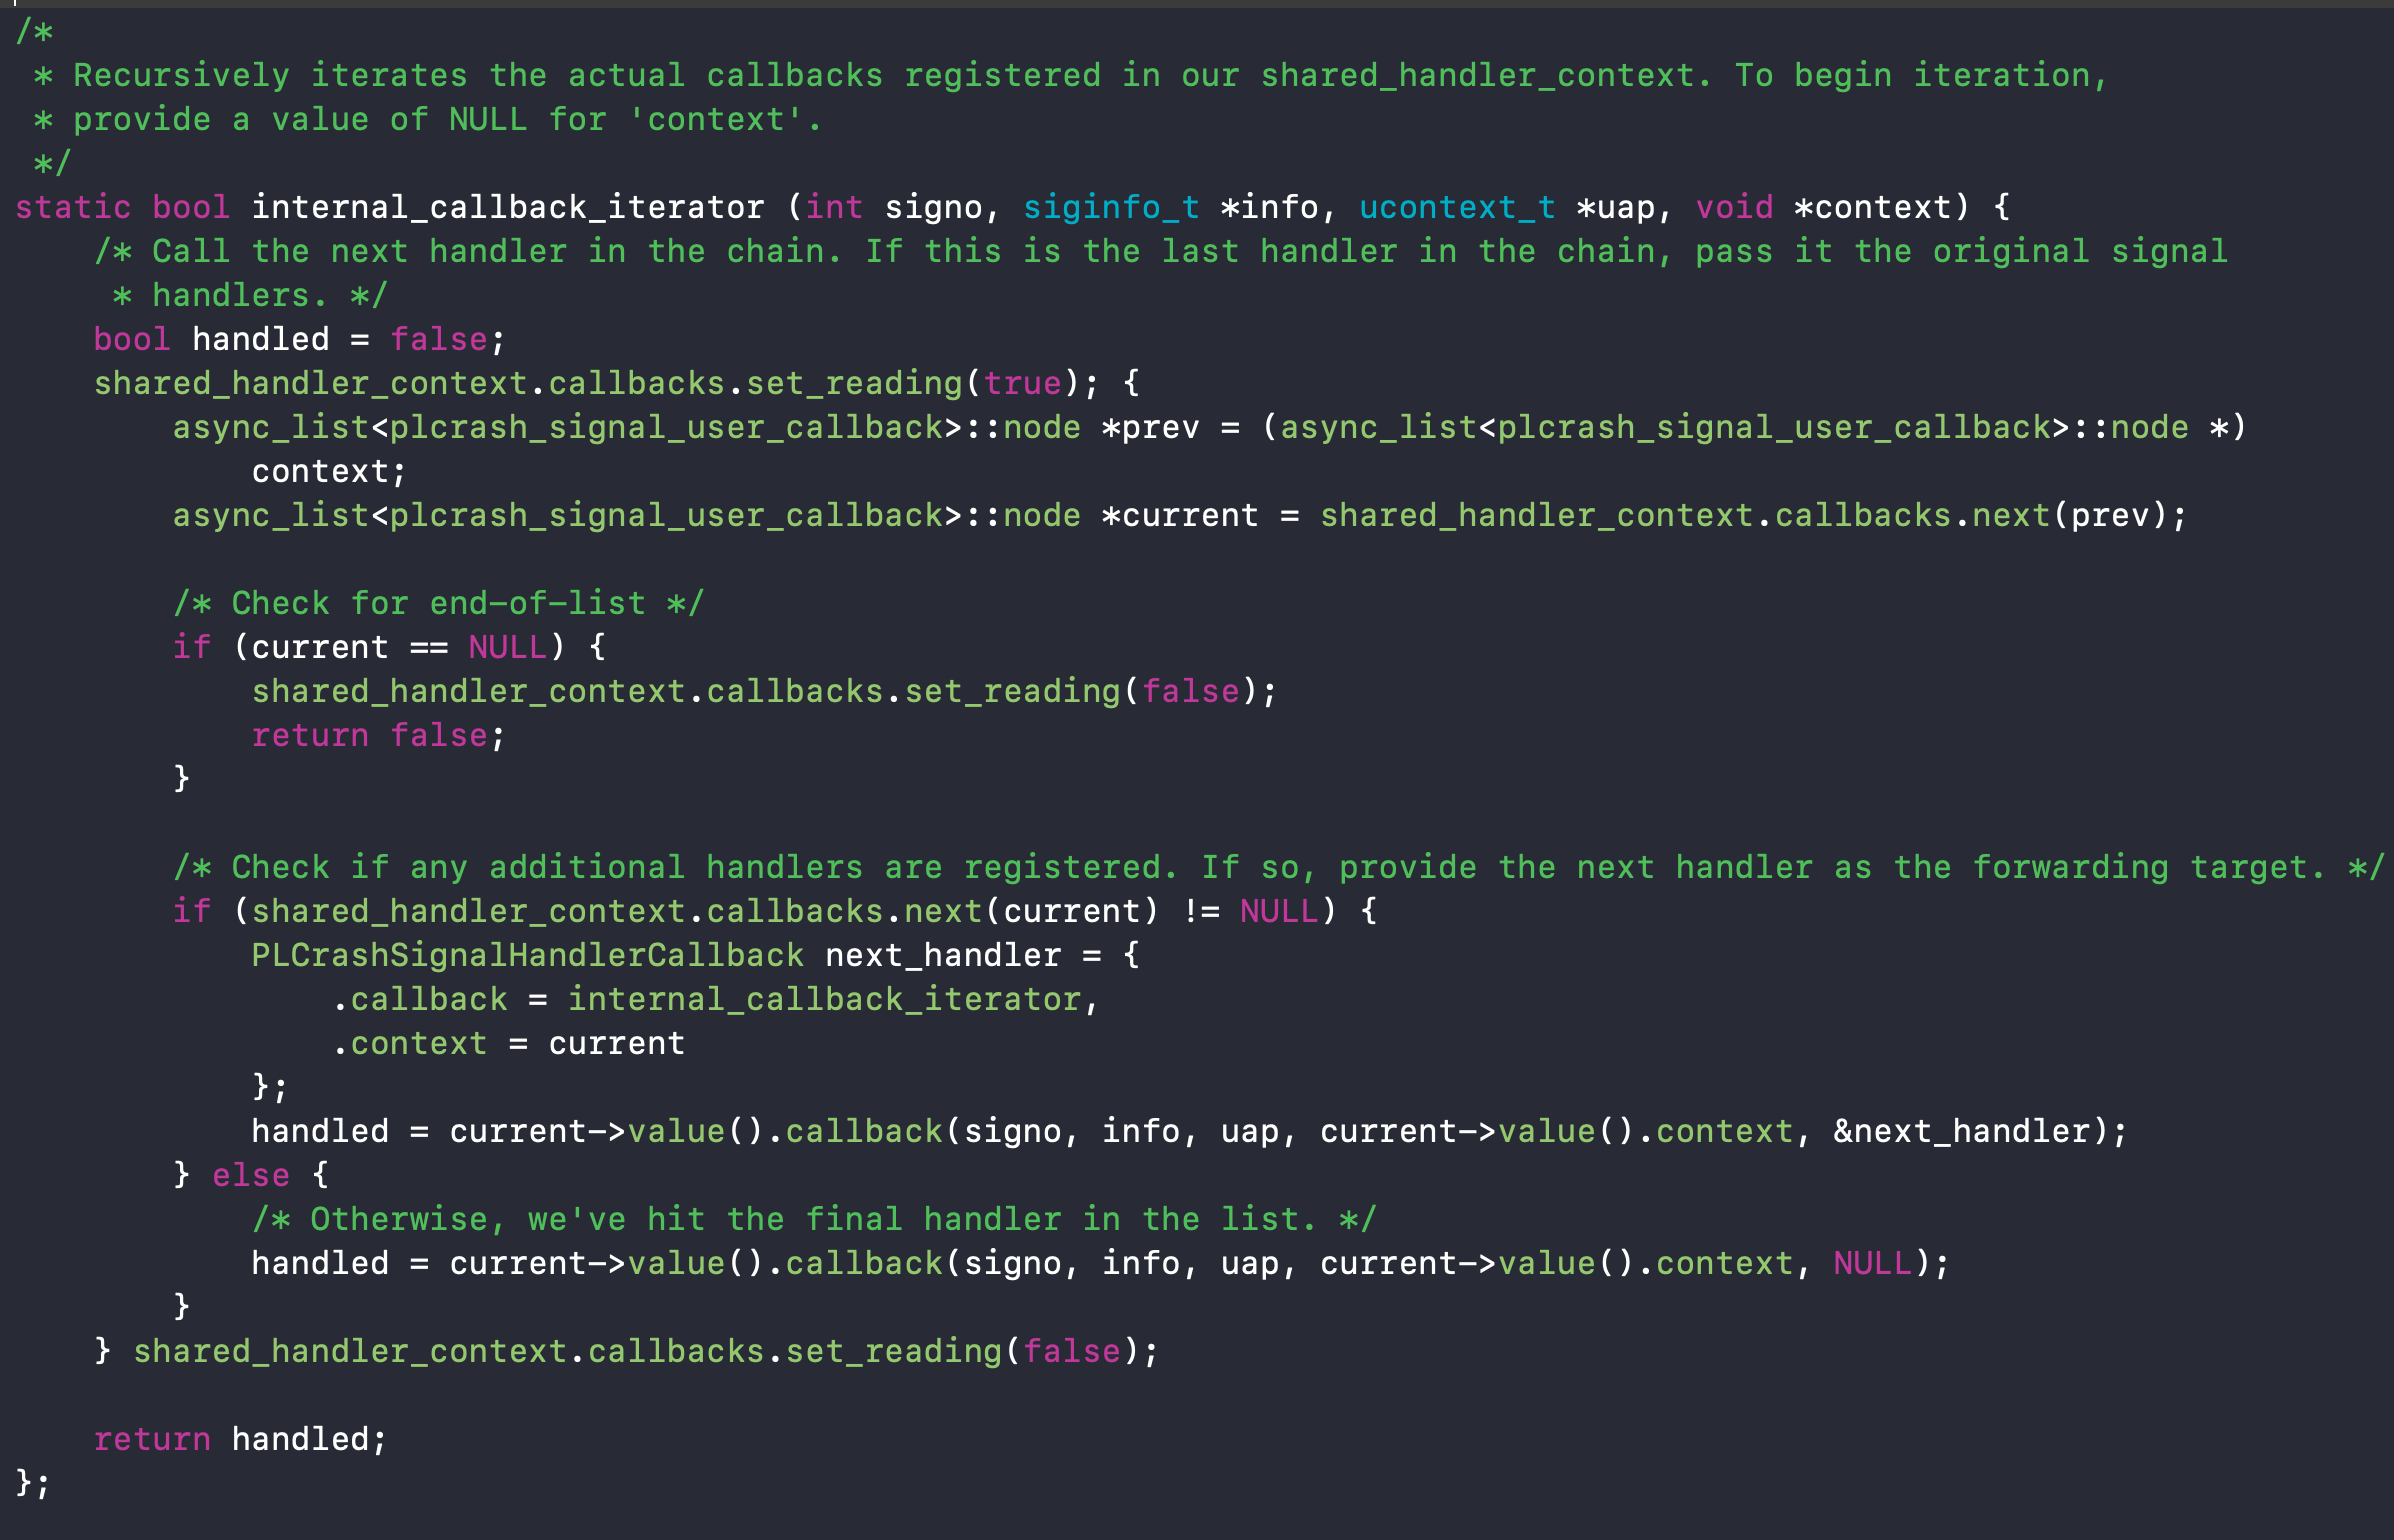 /*
 * Recursively iterates the actual callbacks registered in our shared_handler_context. To begin iteration,
 * provide a value of NULL for 'context'.
 */
static bool internal_callback_iterator (int signo, siginfo_t *info, ucontext_t *uap, void *context) {
    /* Call the next handler in the chain. If this is the last handler in the chain, pass it the original signal
     * handlers. */
    bool handled = false;
    shared_handler_context.callbacks.set_reading(true); {
        async_list<plcrash_signal_user_callback>::node *prev = (async_list<plcrash_signal_user_callback>::node *)
            context;
        async_list<plcrash_signal_user_callback>::node *current = shared_handler_context.callbacks.next(prev);

        /* Check for end-of-list */
        if (current == NULL) {
            shared_handler_context.callbacks.set_reading(false);
            return false;
        }

        /* Check if any additional handlers are registered. If so, provide the next handler as the forwarding target. */
        if (shared_handler_context.callbacks.next(current) != NULL) {
            PLCrashSignalHandlerCallback next_handler = {
                .callback = internal_callback_iterator,
                .context = current
            };
            handled = current->value().callback(signo, info, uap, current->value().context, &next_handler);
        } else {
            /* Otherwise, we've hit the final handler in the list. */
            handled = current->value().callback(signo, info, uap, current->value().context, NULL);
        }
    } shared_handler_context.callbacks.set_reading(false);

    return handled;
};